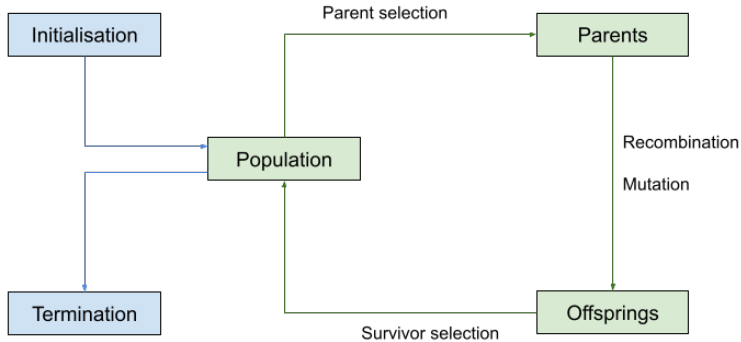 Parent selection
Initialisation
Parents
Recombination
Population
Mutation
Termination
Offsprings
Survivor selection